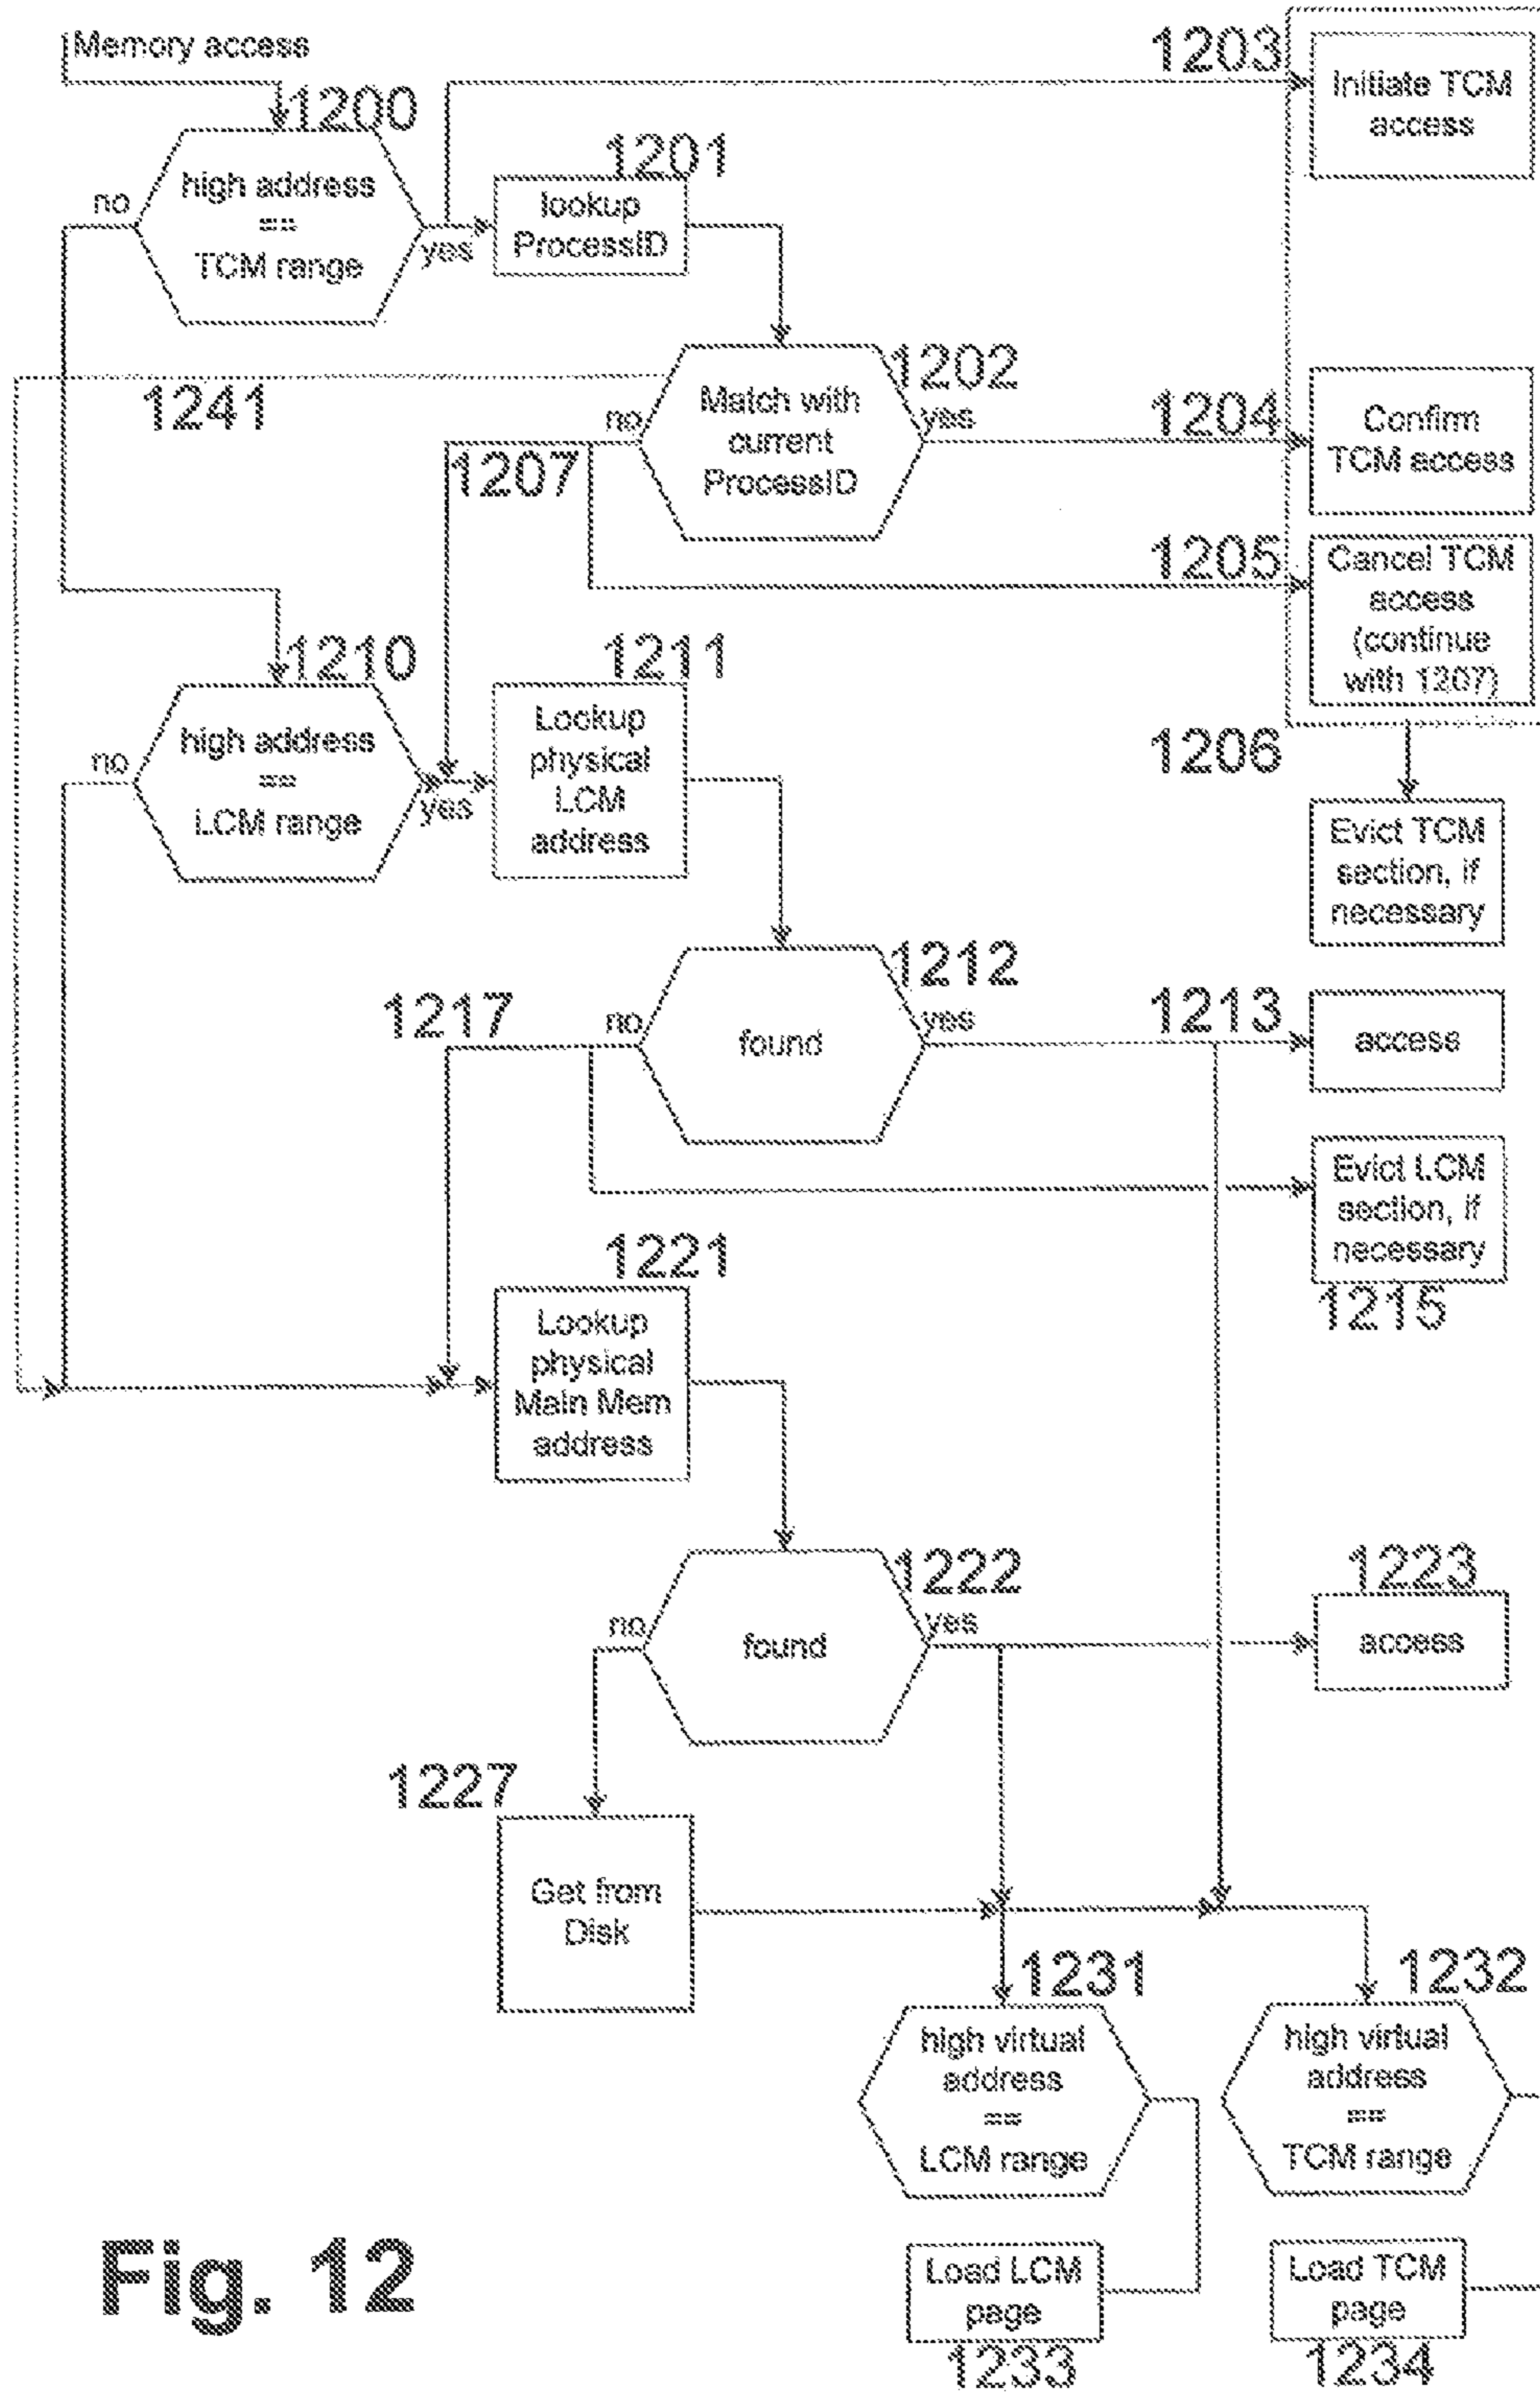 Memory access
1200
high address
==
TCM range
no
yes
1201
lookup
ProcessID
1203
Initiate TCM
access
1202
Match with
current
ProcessID
no
yes
1241
1207
1204
Confirm
TCM access
1205
Cancel TCM
access
(continue
with 1207)
1206
Evict TCM
section, if
necessary
1210
high address
==
LCM range
no
yes
1211
Lookup
physical
LCM
address
1212
found
no
yes
1217
1213
access
Evict LCM
section, if
necessary
1215
1221
Lookup
physical
Main Mem
address
1222
found
no
yes
1223
access
1227
Get from
Disk
1231
high virtual
address
==
LCM range
1232
high virtual
address
==
TCM range
Load LCM
page
1233
Load TCM
page
1234
Fig. 12